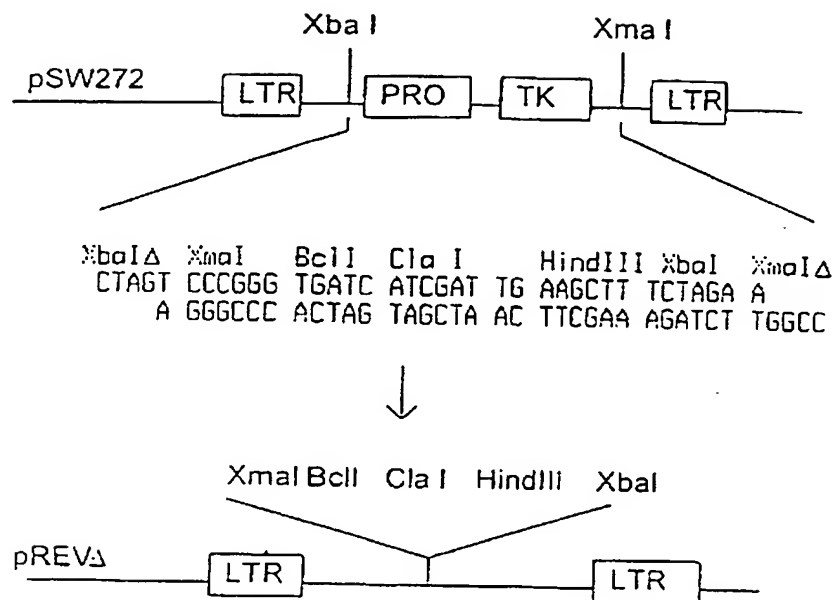 Xba I Xma I
pSW272 LTR PRO TK LTR
XbaIΔ XmaI BclI Cla I HindIII XbaI XmaIΔ
CTAGT CCCGGG TGATC ATCGAT TG AAGCTT TCTAGA A
A GGGCCC ACTAG TAGCTA AC TTCGAA AGATCT TGGCC
XmaI BclI Cla I HindIII XbaI
pREVΔ LTR LTR